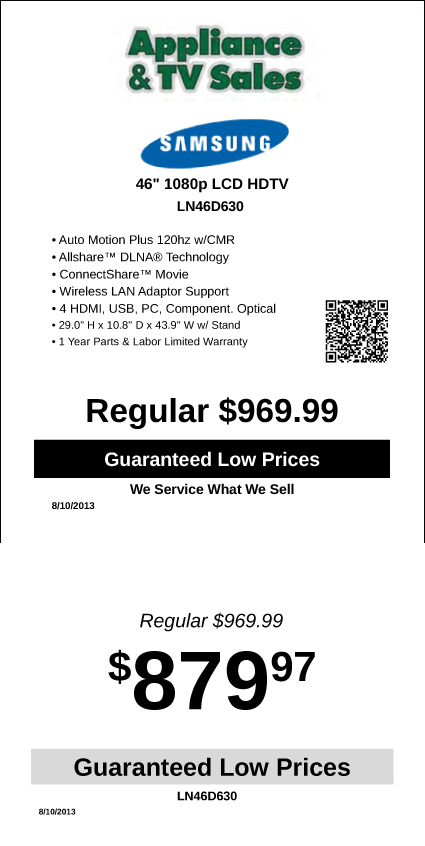 Appliance
& TV Sales
SAMSUNG
46" 1080p LCD HDTV
LN46D630
• Auto Motion Plus 120hz w/CMR
• Allshare™ DLNA® Technology
• ConnectShare™ Movie
• Wireless LAN Adaptor Support
• 4 HDMI, USB, PC, Component. Optical
• 29.0" H x 10.8" D x 43.9" W w/ Stand
• 1 Year Parts & Labor Limited Warranty
Regular $969.99
Guaranteed Low Prices
We Service What We Sell
8/10/2013
Regular $969.99
$879 97
Guaranteed Low Prices
LN46D630
8/10/2013